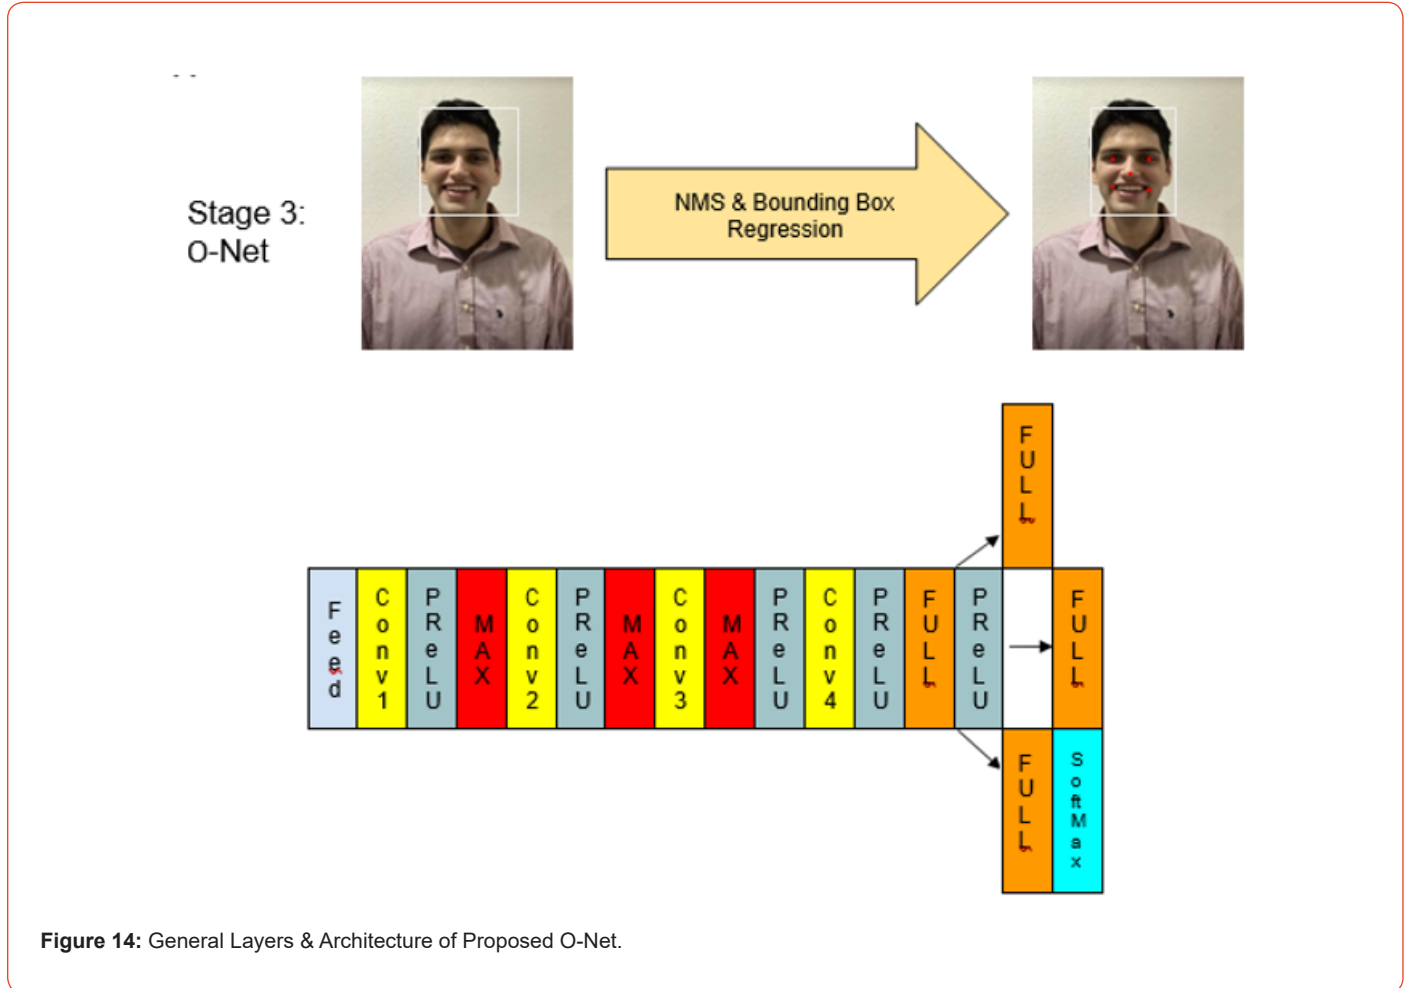 Stage 3:
O-Net
NMS & Bounding Box
Regression
FULL
Feed
Conv1
PReLU
MAX
Conv2
PReLU
MAX
Conv3
MAX
PReLU
Conv4
PReLU
FULL
PReLU
FULL
FULL
SoftMax
Figure 14: General Layers & Architecture of Proposed O-Net.